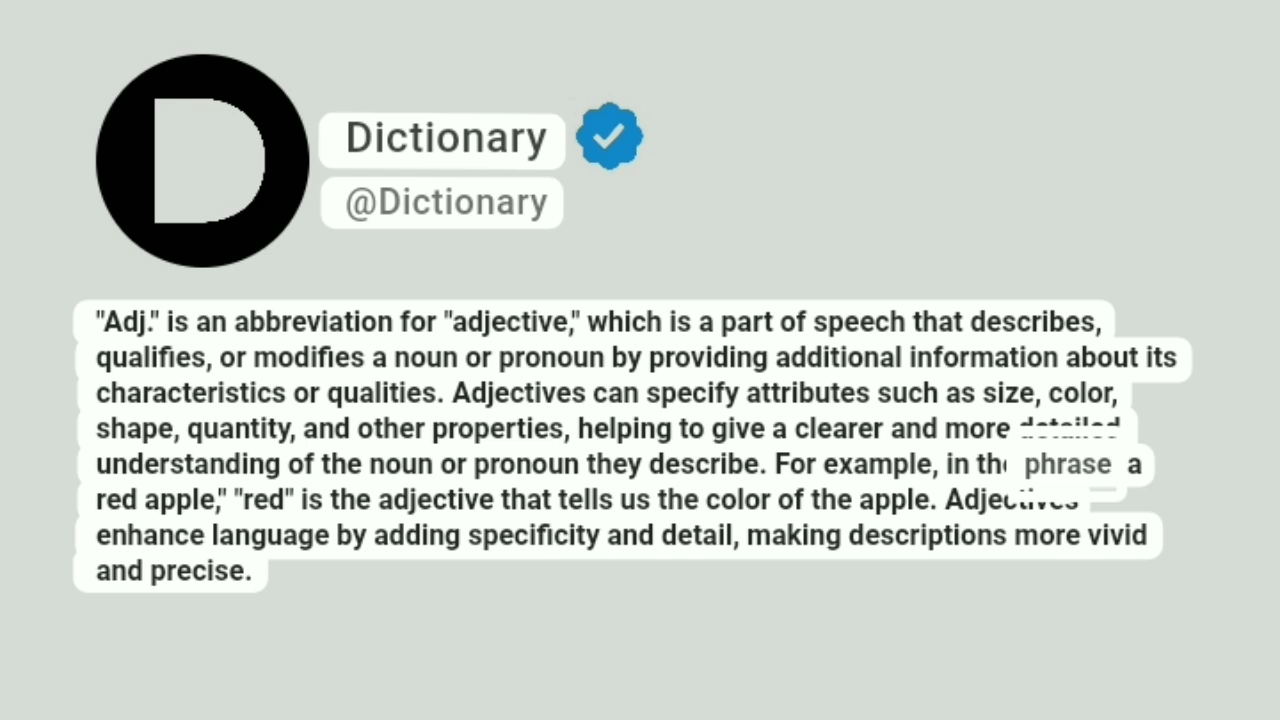 D
Dictionary
@Dictionary
"Adj." is an abbreviation for "adjective," which is a part of speech that describes,
qualifies, or modifies a noun or pronoun by providing additional information about its
characteristics or qualities. Adjectives can specify attributes such as size, color,
shape, quantity, and other properties, helping to give a clearer and more detailed
understanding of the noun or pronoun they describe. For example, in the phrase a
red apple," "red" is the adjective that tells us the color of the apple. Adjectives
enhance language by adding specificity and detail, making descriptions more vivid
and precise.